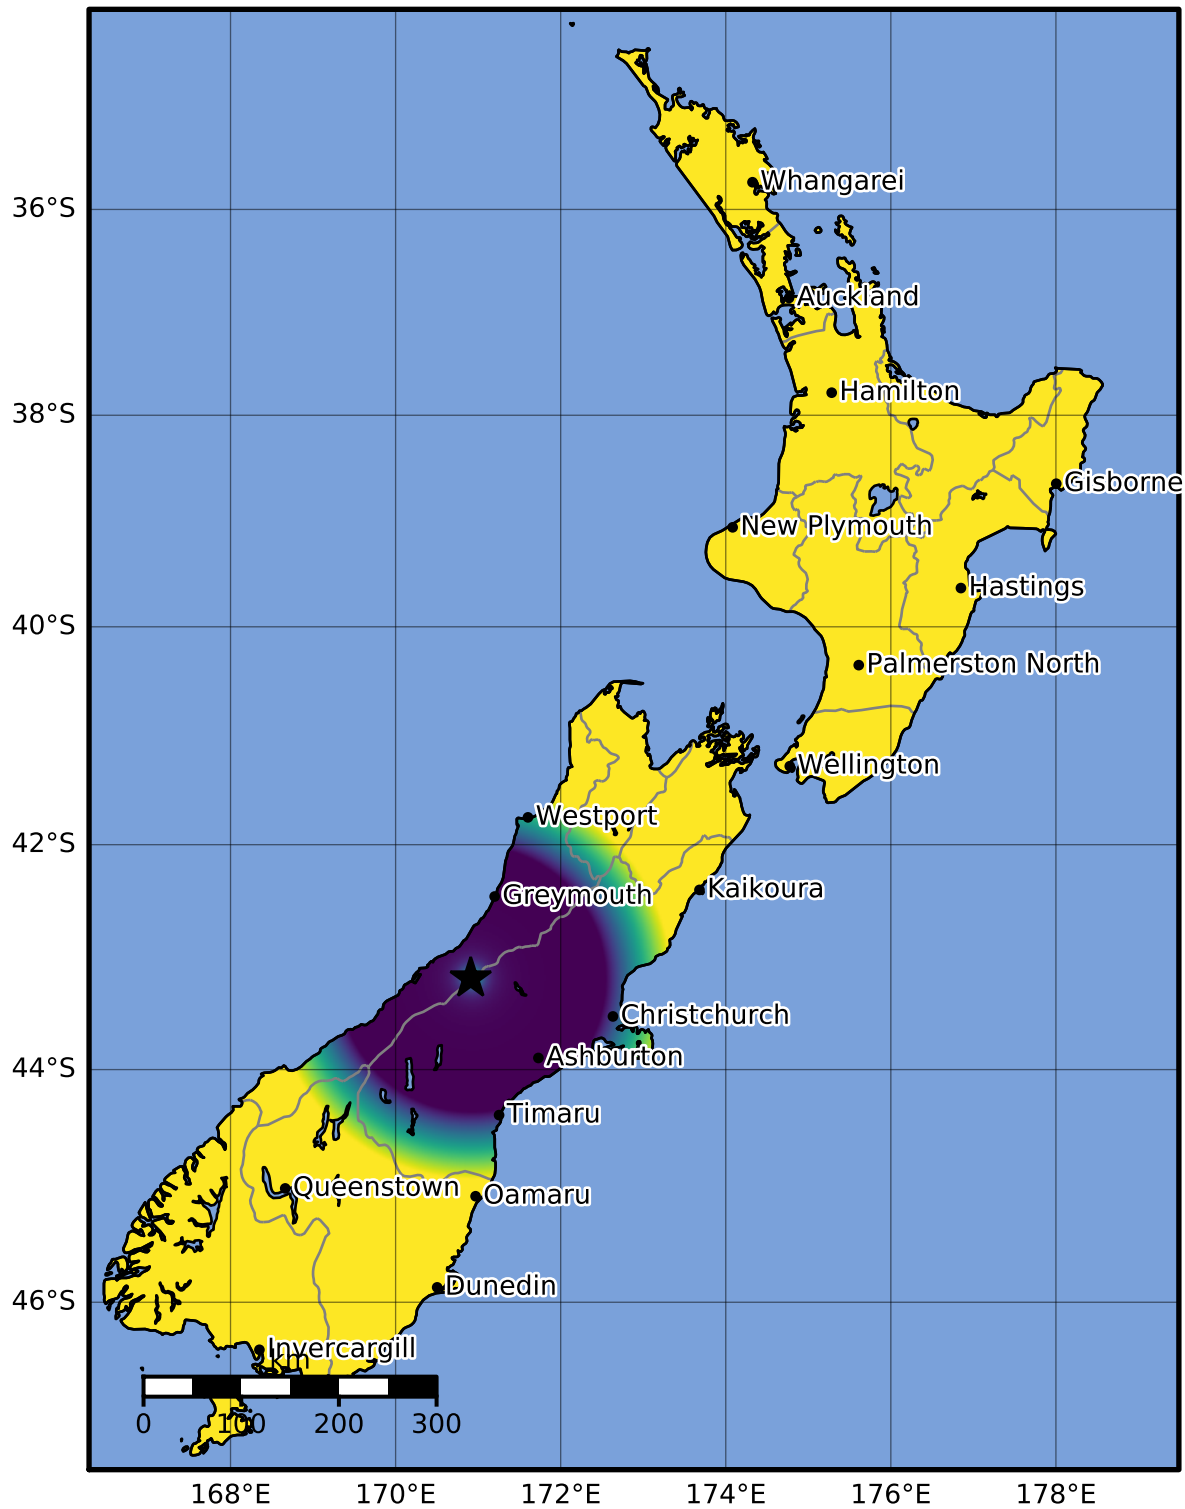 Whangarei
36°S
Auckland
Hamilton
38°S
Gisborne
New Plymouth
Hastings
40°S
Palmerston North
Wellington
Westport
42°S
Kaikoura
Greymouth
Christchurch
Ashburton
44°S
Timaru
Queenstown
Oamaru
Dunedin
46°S
Invercargill
km
0 100 200 300
168°E 170°E 172°E 174°E 176°E 178°E